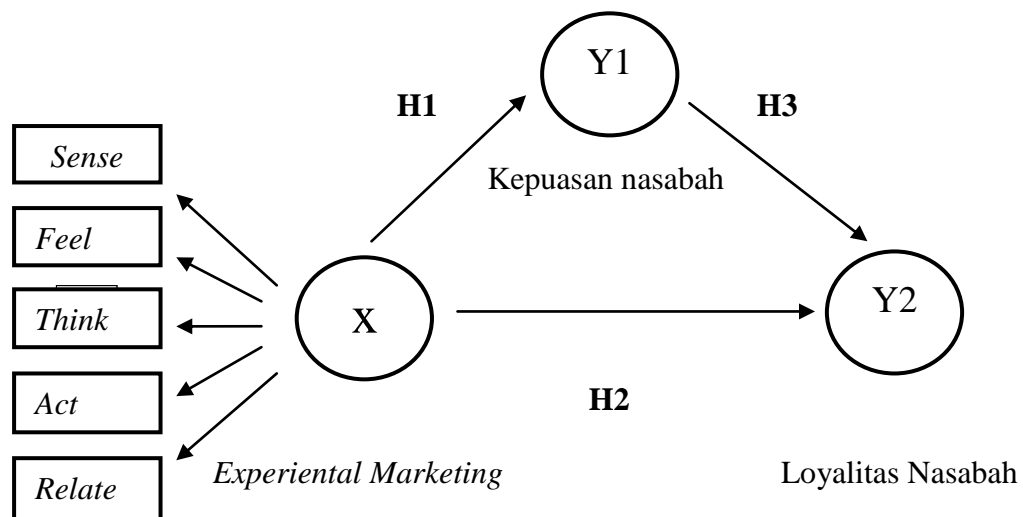 Y1
H1
H3
Sense
Kepuasan nasabah
Feel
Think
X
Y2
Act
H2
Relate
Experiental Marketing
Loyalitas Nasabah